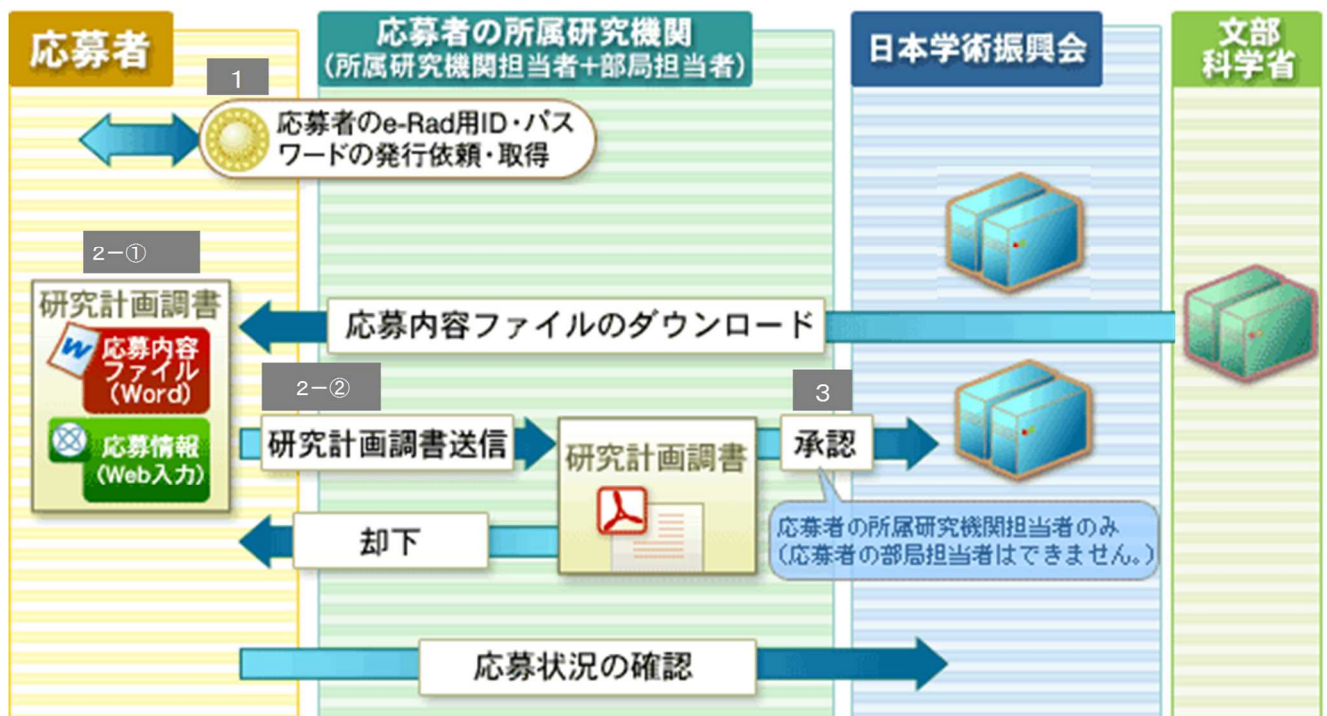 応募者
応募者の所属研究機関
(所属研究機関担当者+部局担当者)
日本学術振興会
文部
科学省
1
応募者のe-Rad用ID・パス
ワードの発行依頼・取得
2-①
研究計画調書
W
応募内容
ファイル
(Word)
応募情報
(Web入力)
応募内容ファイルのダウンロード
2-②
研究計画調書送信
研究計画調書
3
承認
応募者の所属研究機関担当者のみ
(応募者の部局担当者はできません。)
却下
応募状況の確認